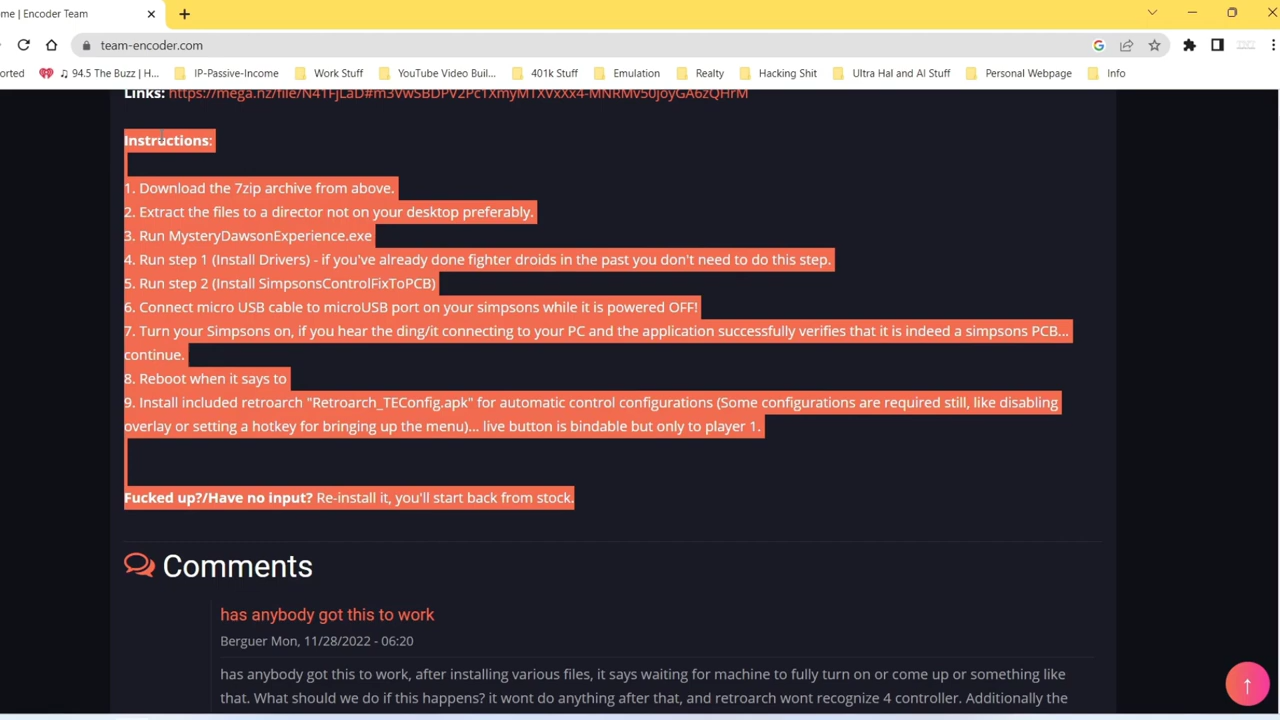 ome | Encoder Team
team-encoder.com
orted ♫ 94.5 The Buzz | H... IP-Passive-Income Work Stuff YouTube Video Buil... 401k Stuff Emulation Realty Hacking Shit Ultra Hal and AI Stuff Personal Webpage Info
Links:
Instructions:
1. Download the 7zip archive from above.
2. Extract the files to a director not on your desktop preferably.
3. Run MysteryDawsonExperience.exe
4. Run step 1 (Install Drivers) - if you've already done fighter droids in the past you don't need to do this step.
5. Run step 2 (Install SimpsonsControlFixToPCB)
6. Connect micro USB cable to microUSB port on your simpsons while it is powered OFF!
7. Turn your Simpsons on, if you hear the ding/it connecting to your PC and the application successfully verifies that it is indeed a simpsons PCB...
continue.
8. Reboot when it says to
9. Install included retroarch "Retroarch_TEConfig.apk" for automatic control configurations (Some configurations are required still, like disabling
overlay or setting a hotkey for bringing up the menu)... live button is bindable but only to player 1.
Fucked up?/Have no input? Re-install it, you'll start back from stock.
Comments
has anybody got this to work
Berguer Mon, 11/28/2022 - 06:20
has anybody got this to work, after installing various files, it says waiting for machine to fully turn on or come up or something like
that. What should we do if this happens? it wont do anything after that, and retroarch wont recognize 4 controller. Additionally the